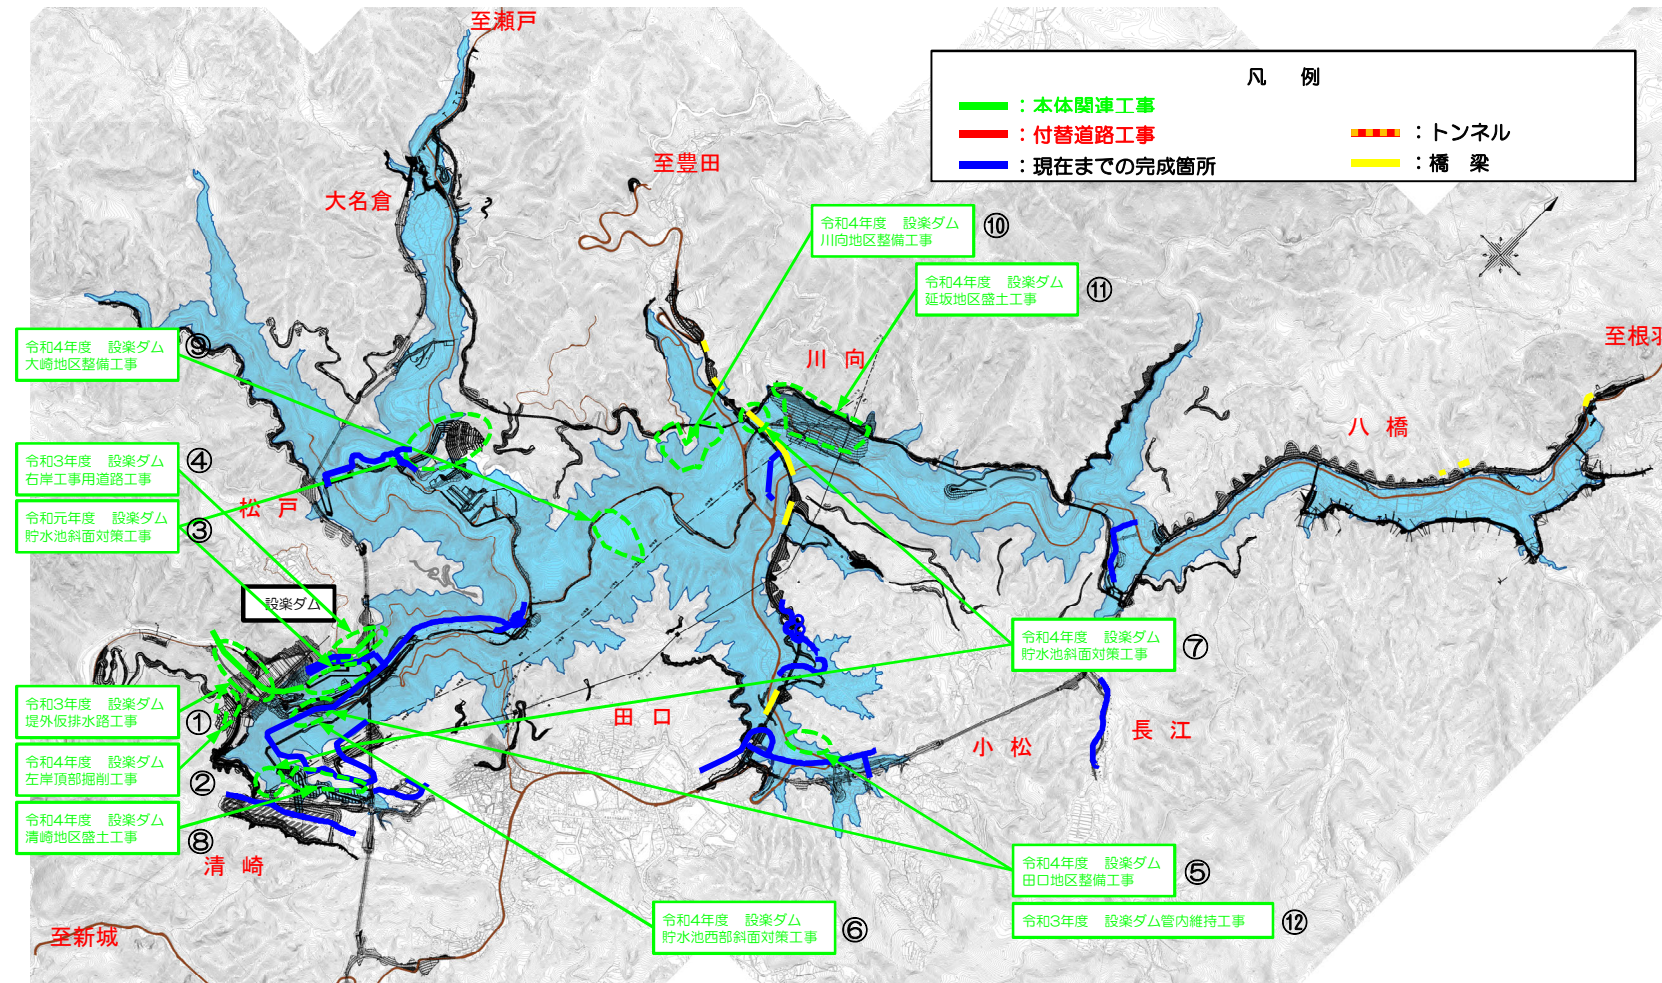 至瀬戸
凡 例
：本体関連工事
：付替道路工事
：トンネル
：現在までの完成箇所
：橋 梁
至豊田
大名倉
令和4年度 設楽ダム
川向地区整備工事
⑩
令和4年度 設楽ダム
延坂地区盛土工事
⑪
至根羽
令和4年度 設楽ダム
大崎地区整備工事
⑨
川 向
八 橋
令和3年度 設楽ダム
右岸工事用道路工事
④
松 戸
令和元年度 設楽ダム
貯水池斜面対策工事
③
設楽ダム
令和4年度 設楽ダム
貯水池斜面対策工事
⑦
令和3年度 設楽ダム
堤外仮排水路工事
①
田 口
小 松
長 江
令和4年度 設楽ダム
左岸頂部掘削工事
②
令和4年度 設楽ダム
清崎地区盛土工事
⑧
清 崎
令和4年度 設楽ダム
田口地区整備工事
⑤
令和4年度 設楽ダム
貯水池西部斜面対策工事
⑥
令和3年度 設楽ダム管内維持工事
⑫
至新城